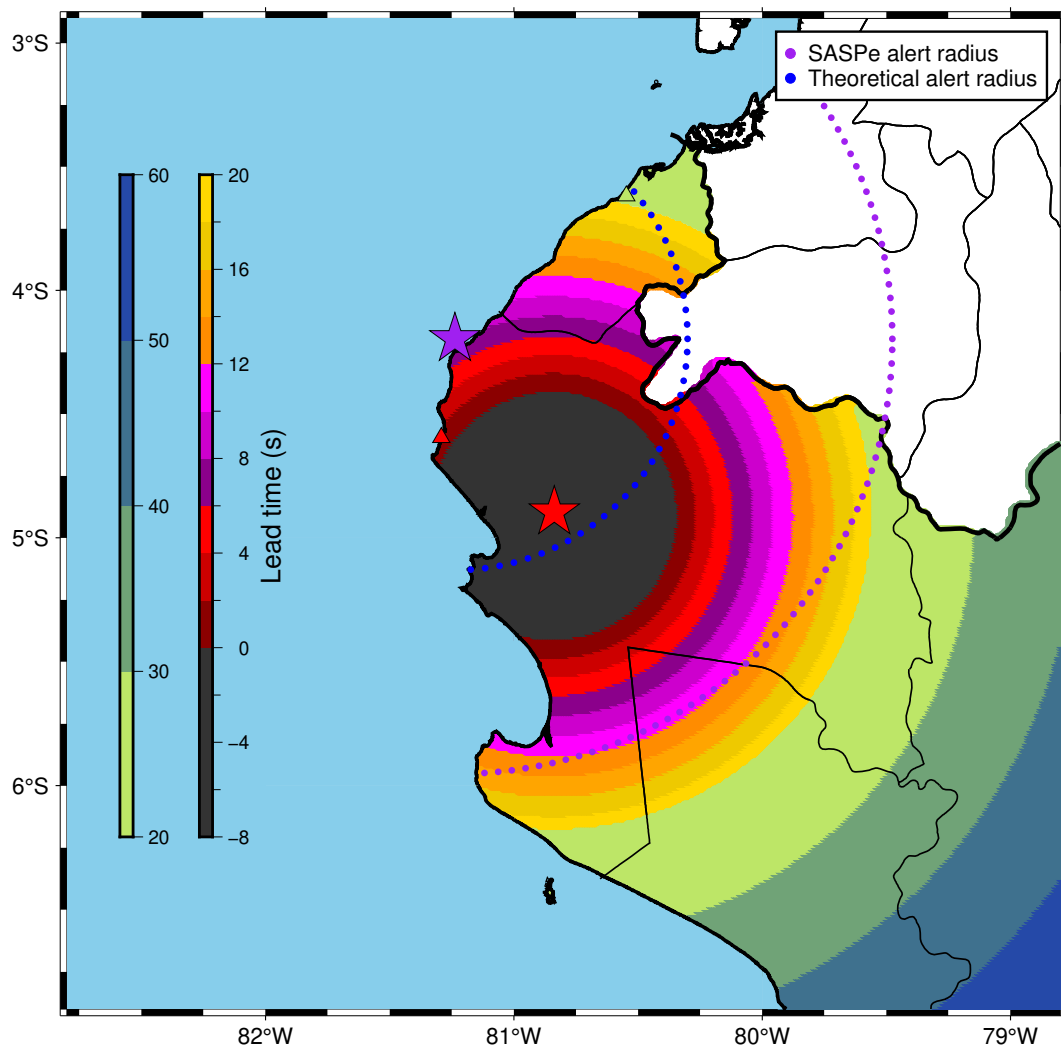 SASPe alert radius
Theoretical alert radius
3°S
4°S
5°S
6°S
60
50
40
30
20
20
16
12
8
4
0
−4
−8
Lead time (s)
82°W
81°W
80°W
79°W